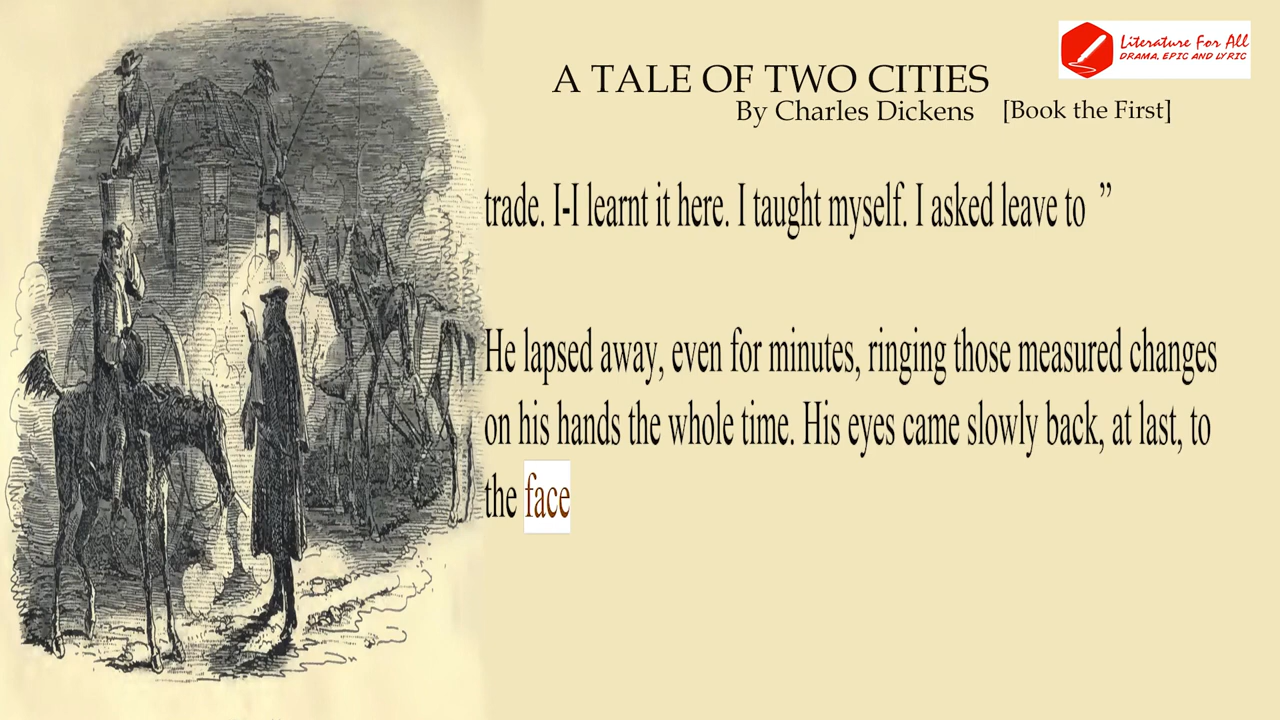 Literature For All
DRAMA, EPIC AND LYRIC
A TALE OF TWO CITIES
By Charles Dickens [Book the First]
trade. I-I learnt it here. I taught myself. I asked leave to ”
He lapsed away, even for minutes, ringing those measured changes
on his hands the whole time. His eyes came slowly back, at last, to
the face